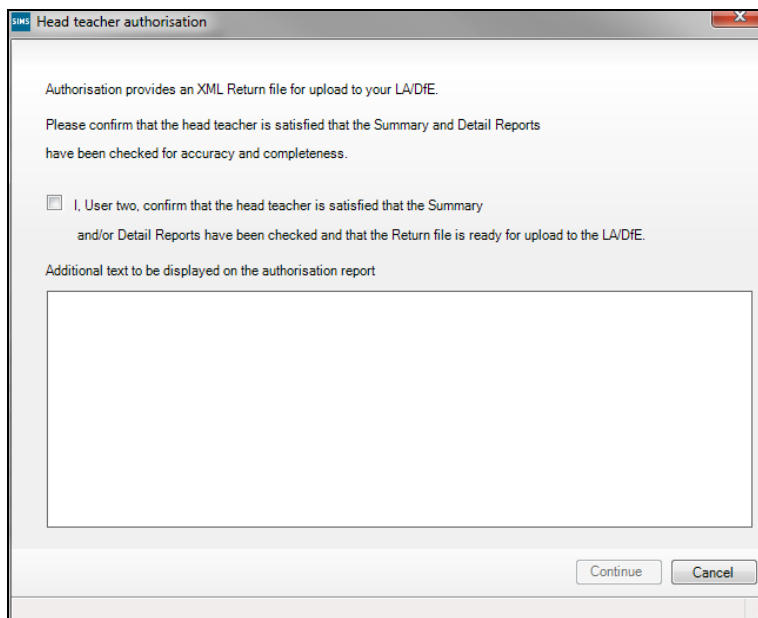 SIMS Head teacher authorisation
Authorisation provides an XML Return file for upload to your LA/DfE.
Please confirm that the head teacher is satisfied that the Summary and Detail Reports
have been checked for accuracy and completeness.
I, User two, confirm that the head teacher is satisfied that the Summary
and/or Detail Reports have been checked and that the Return file is ready for upload to the LA/DfE.
Additional text to be displayed on the authorisation report
Continue Cancel